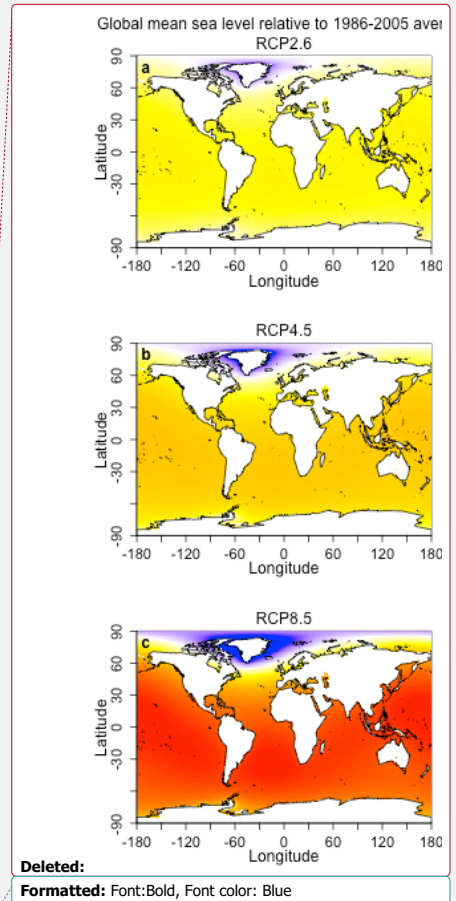 Global mean sea level relative to 1986-2005 aver
RCP2.6
a
90
60
30
0
-30
-90
Latitude
-180 -120 -60 0 60 120 180
Longitude
RCP4.5
b
90
60
30
0
-30
-90
Latitude
-180 -120 -60 0 60 120 180
Longitude
RCP8.5
c
90
60
30
0
-30
-90
Latitude
-180 -120 -60 0 60 120 180
Longitude
Deleted:
Formatted: Font:Bold, Font color: Blue